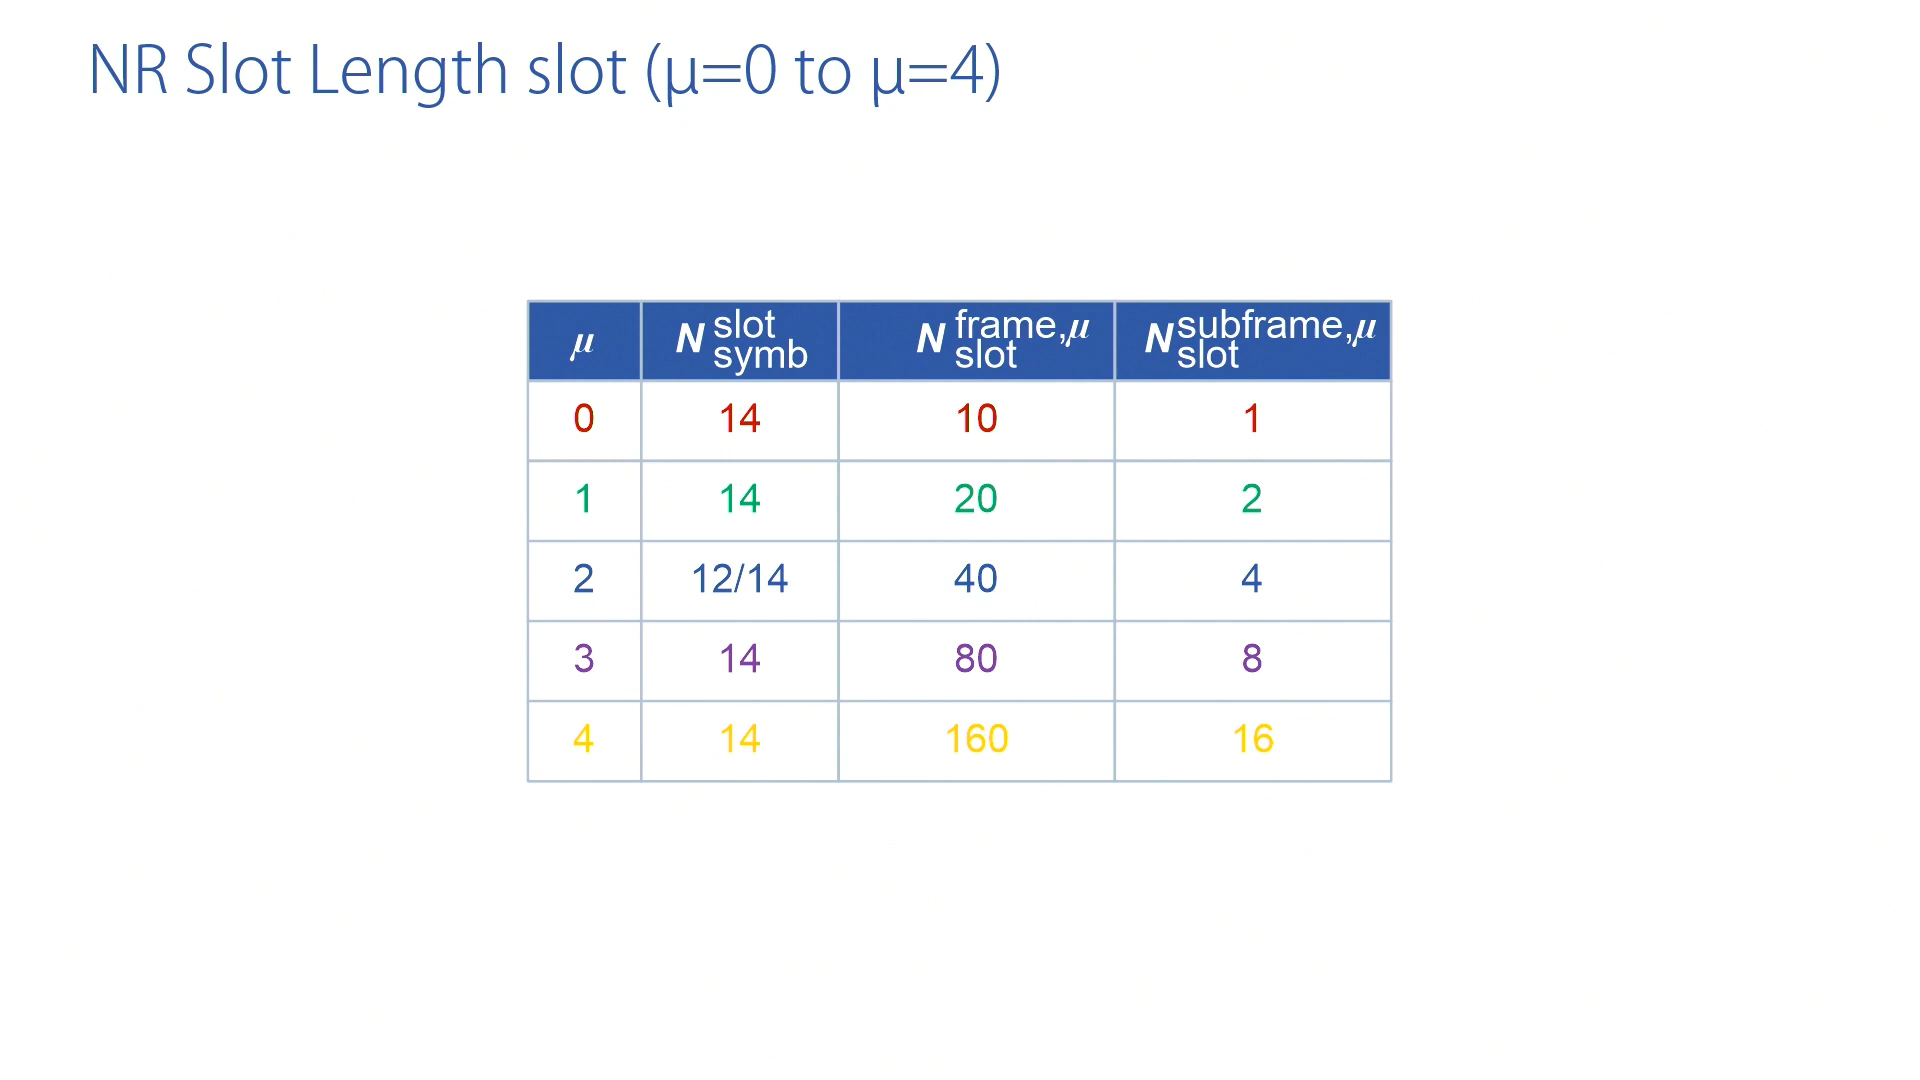 NR Slot Length slot (μ=0 to μ=4)
μ N slot symb N frame,μ slot N subframe,μ slot
0 14 10 1
1 14 20 2
2 12/14 40 4
3 14 80 8
4 14 160 16